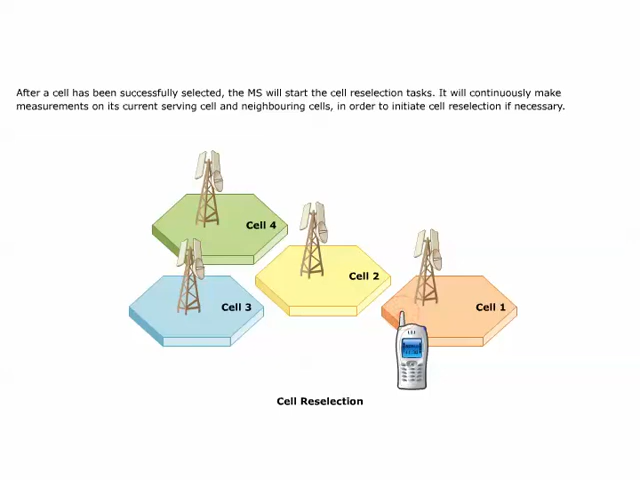 After a cell has been successfully selected, the MS will start the cell reselection tasks. It will continuously make
measurements on its current serving cell and neighbouring cells, in order to initiate cell reselection if necessary.
Cell 4
Cell 2
Cell 3
Cell 1
Cell Reselection